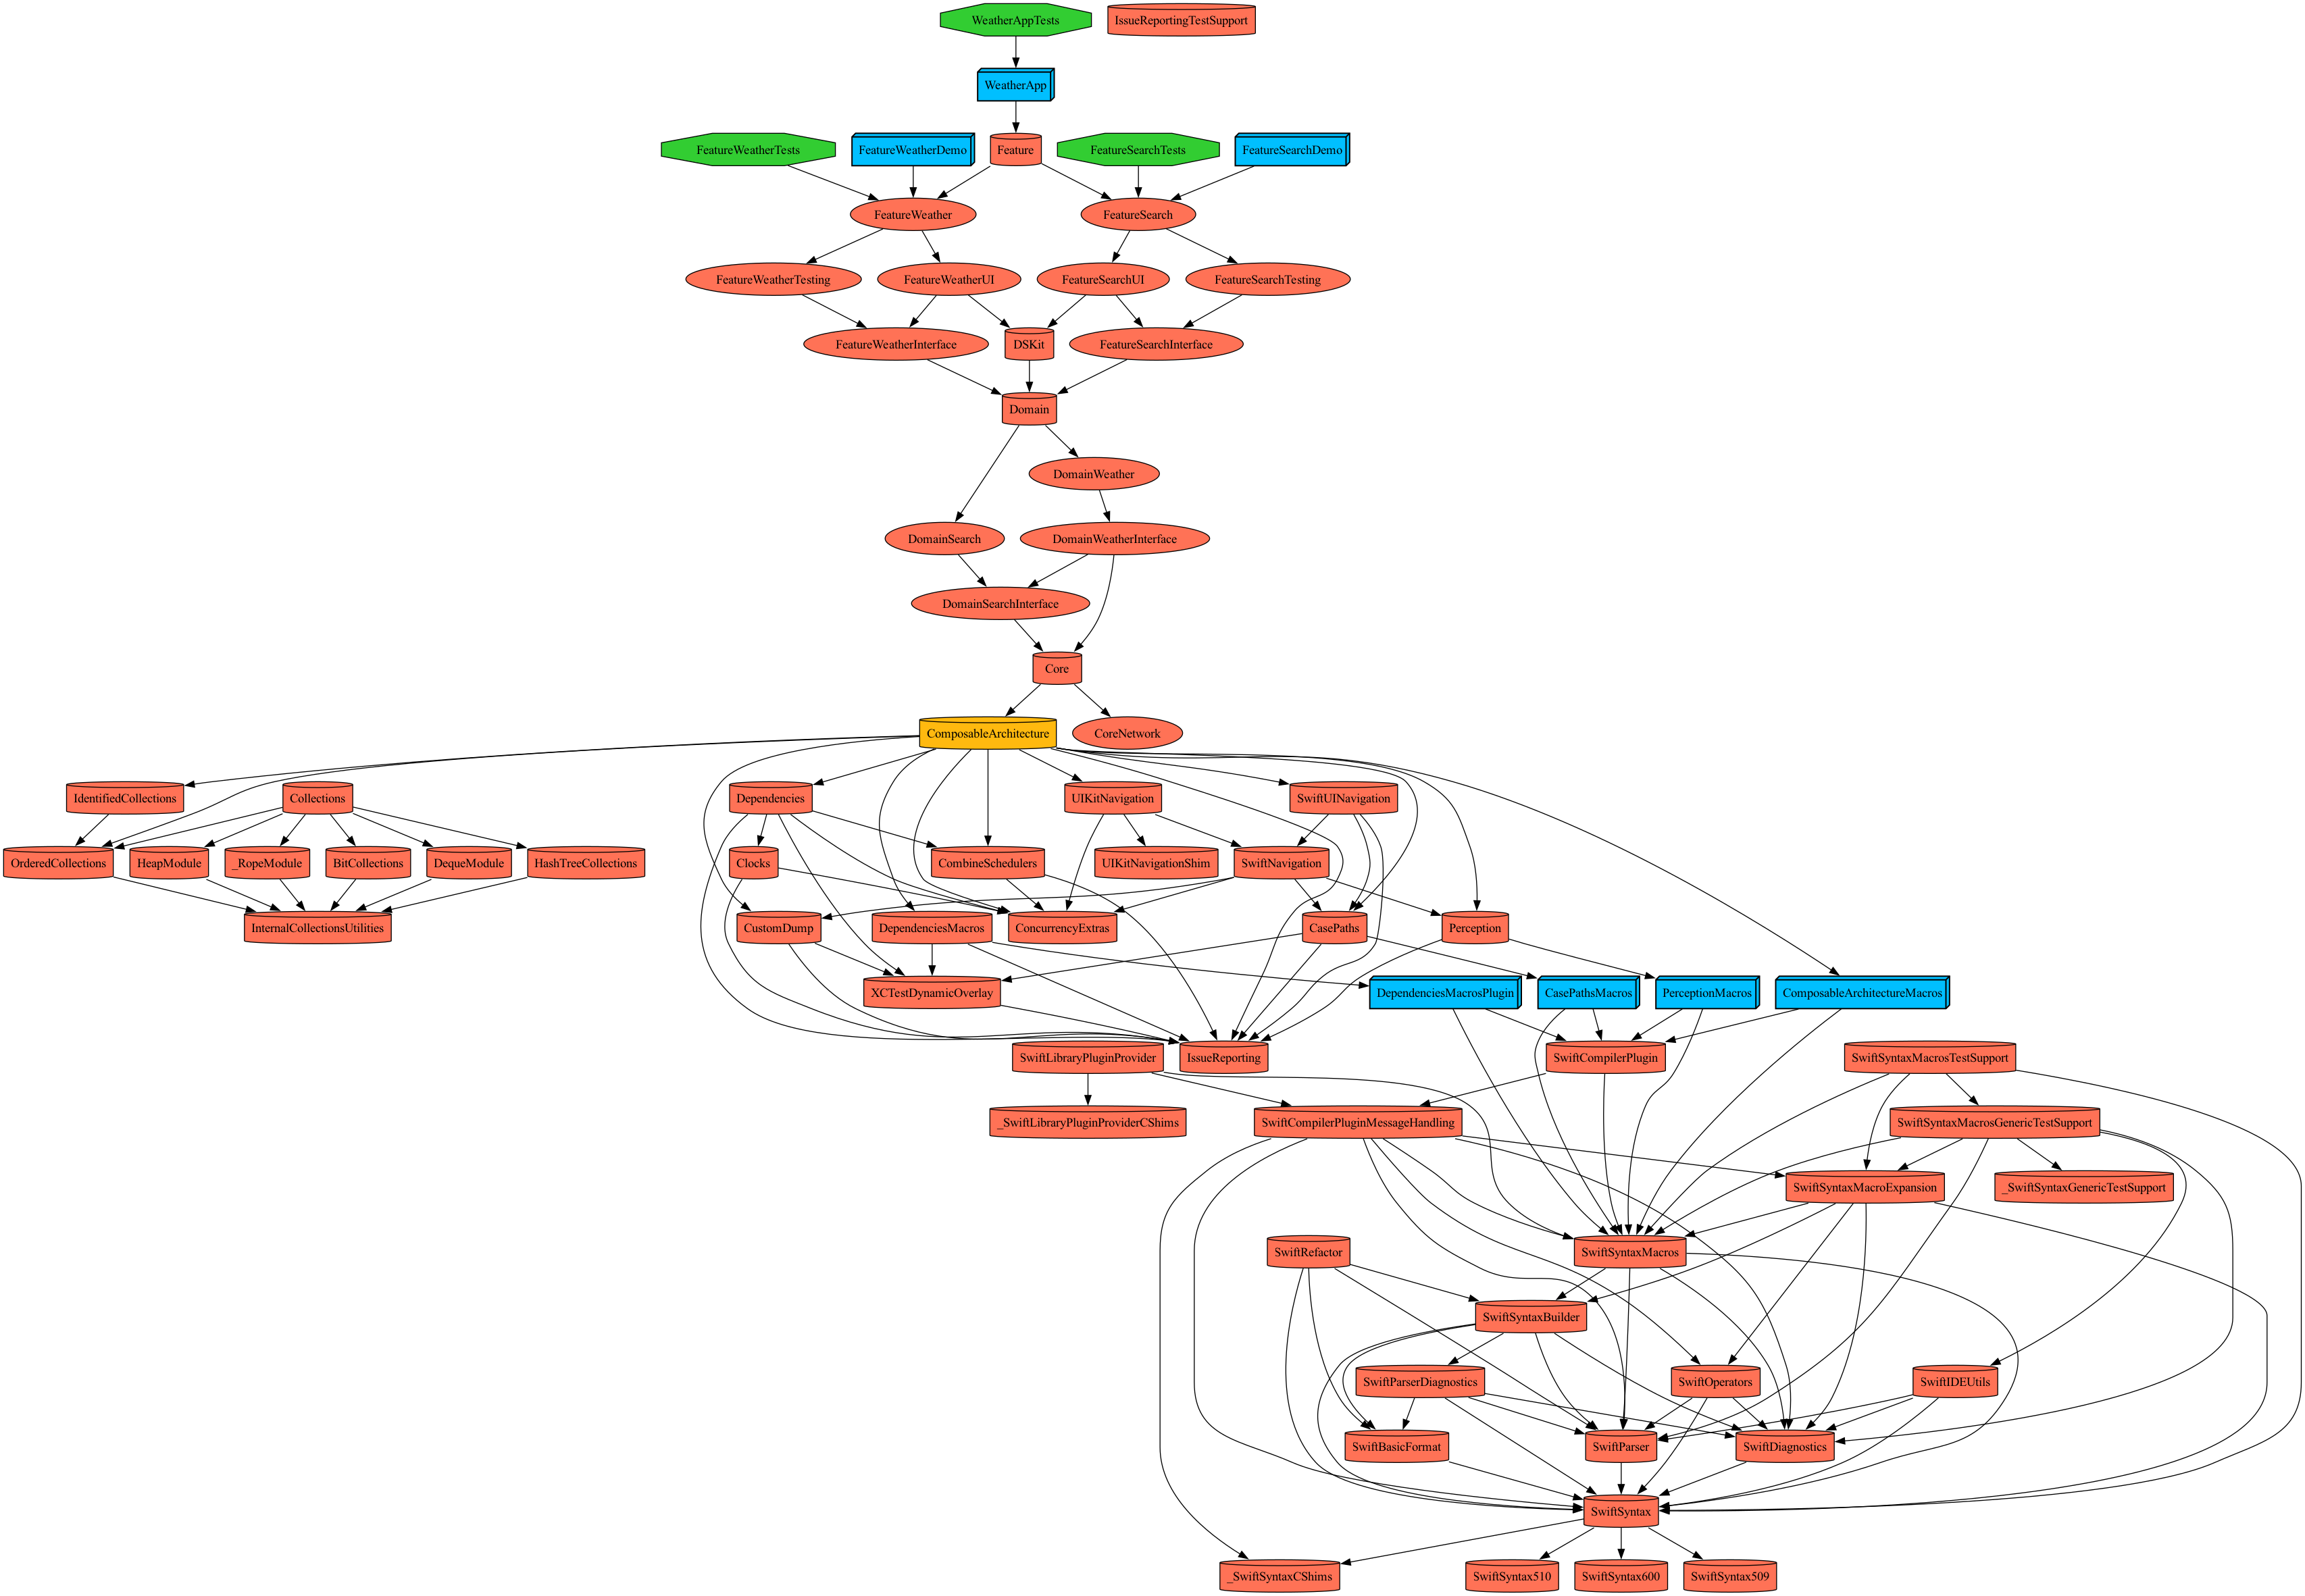 WeatherAppTests
IssueReportingTestSupport
WeatherApp
FeatureWeatherTests
FeatureWeatherDemo
Feature
FeatureSearchTests
FeatureSearchDemo
FeatureWeather
FeatureSearch
FeatureWeatherTesting
FeatureWeatherUI
FeatureSearchUI
FeatureSearchTesting
FeatureWeatherInterface
DSKit
FeatureSearchInterface
Domain
DomainWeather
DomainSearch
DomainWeatherInterface
DomainSearchInterface
Core
ComposableArchitecture
CoreNetwork
IdentifiedCollections
Collections
Dependencies
UIKitNavigation
SwiftUINavigation
OrderedCollections
HeapModule
_RopeModule
BitCollections
DequeModule
HashTreeCollections
Clocks
CombineSchedulers
UIKitNavigationShim
SwiftNavigation
InternalCollectionsUtilities
CustomDump
DependenciesMacros
ConcurrencyExtras
CasePaths
Perception
XCTestDynamicOverlay
DependenciesMacrosPlugin
CasePathsMacros
PerceptionMacros
ComposableArchitectureMacros
SwiftLibraryPluginProvider
IssueReporting
SwiftCompilerPlugin
SwiftSyntaxMacrosTestSupport
_SwiftLibraryPluginProviderCShims
SwiftCompilerPluginMessageHandling
SwiftSyntaxMacrosGenericTestSupport
SwiftSyntaxMacroExpansion
_SwiftSyntaxGenericTestSupport
SwiftRefactor
SwiftSyntaxMacros
SwiftSyntaxBuilder
SwiftParserDiagnostics
SwiftOperators
SwiftIDEUtils
SwiftBasicFormat
SwiftParser
SwiftDiagnostics
SwiftSyntax
_SwiftSyntaxCShims
SwiftSyntax510
SwiftSyntax600
SwiftSyntax509